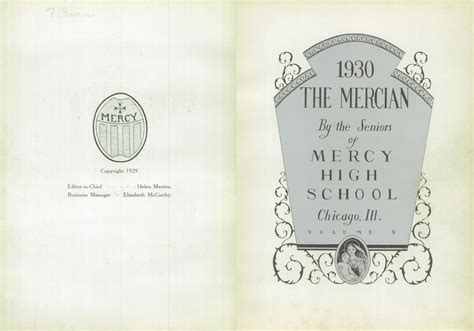 MERCY
Copyright 1929
Editor-in-Chief - - - - - Helen
Business Manager - Elizabeth McCarthy
1930
THE MERCIAN
By the Seniors
of
MERCY
HIGH
SCHOOL
Chicago, Ill.
VOLUME X